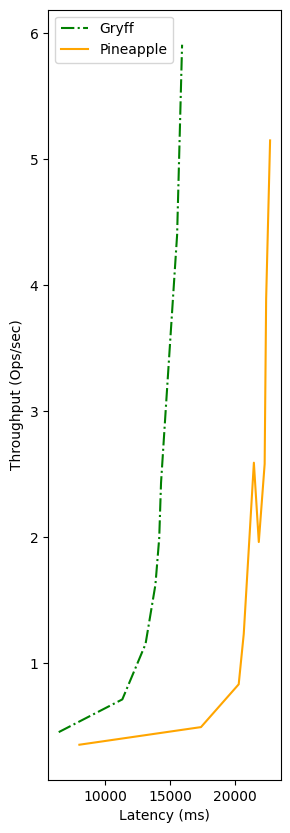 Gryff
Pineapple
6
5
4
3
2
1
Throughput (Ops/sec)
10000 15000 20000
Latency (ms)